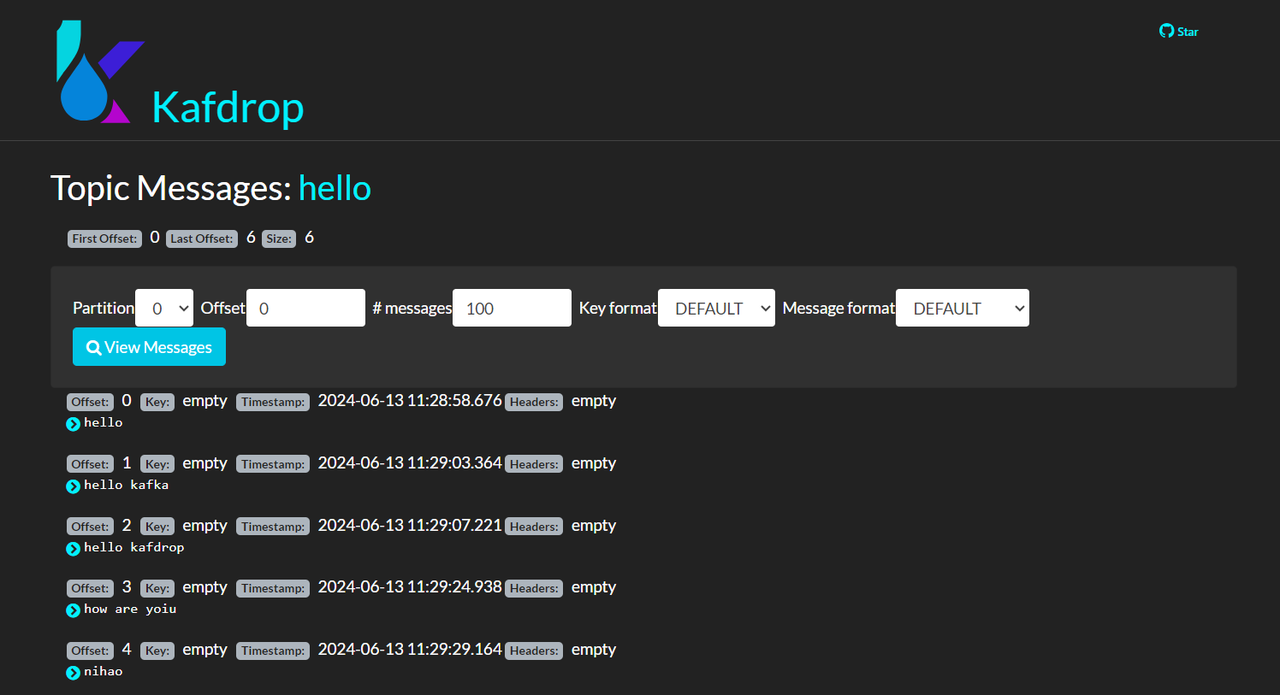 Star
Kafdrop
Topic Messages: hello
First Offset: 0 Last Offset: 6 Size: 6
Partition 0 Offset 0 # messages 100 Key format DEFAULT Message format DEFAULT
View Messages
Offset: 0 Key: empty Timestamp: 2024-06-13 11:28:58.676 Headers: empty
hello
Offset: 1 Key: empty Timestamp: 2024-06-13 11:29:03.364 Headers: empty
hello kafka
Offset: 2 Key: empty Timestamp: 2024-06-13 11:29:07.221 Headers: empty
hello kafdrop
Offset: 3 Key: empty Timestamp: 2024-06-13 11:29:24.938 Headers: empty
how are yoiu
Offset: 4 Key: empty Timestamp: 2024-06-13 11:29:29.164 Headers: empty
nihao